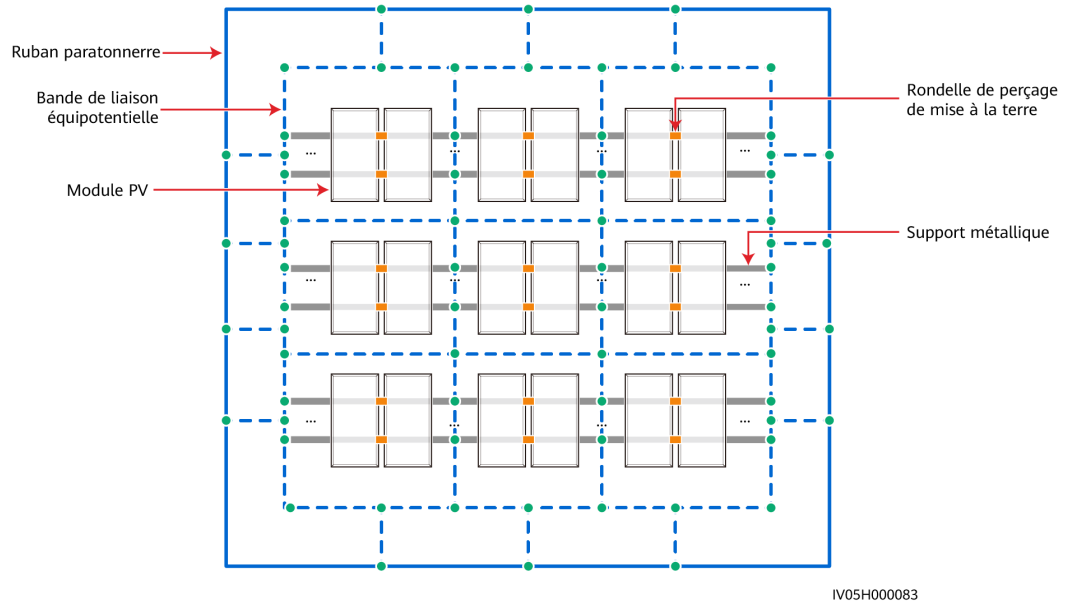 Ruban paratonnerre
Bande de liaison
équipotentielle
Module PV
Rondelle de perçage
de mise à la terre
Support métallique
...
...
...
...
...
...
...
...
...
...
...
...
IV05H000083